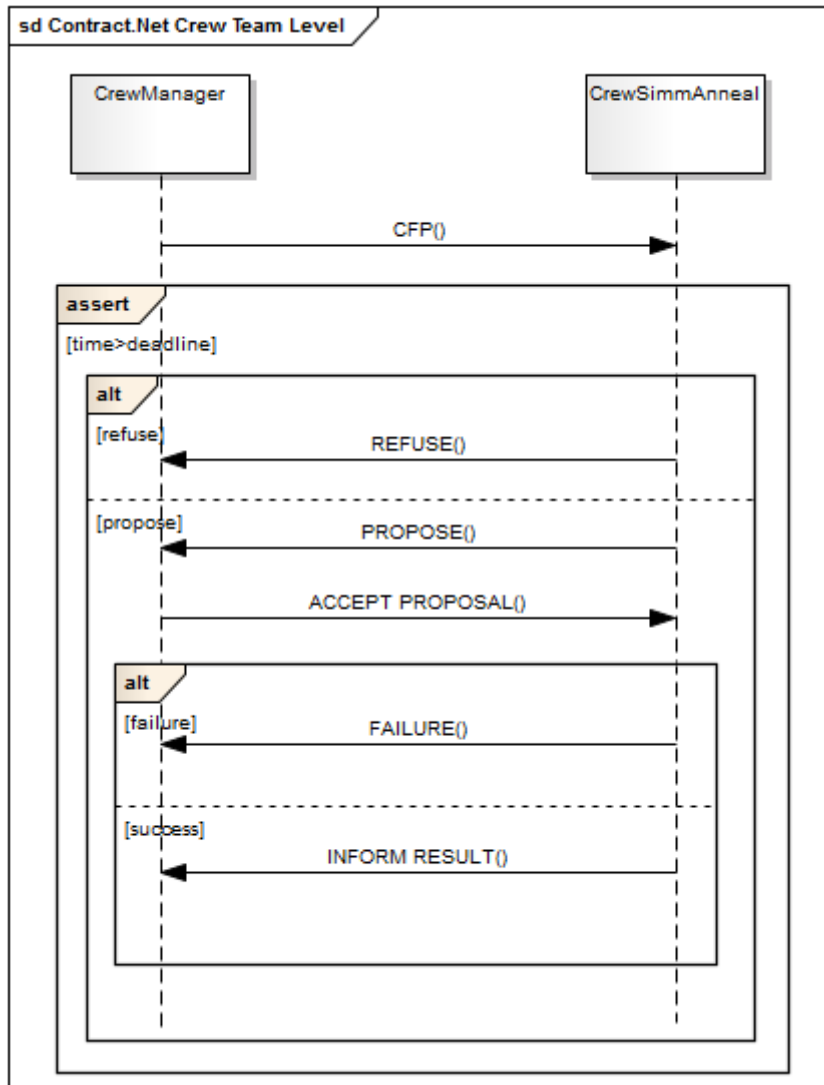 sd Contract.Net Crew Team Level
CrewManager
CrewSimmAnneal
CFP()
assert
[time>deadline]
alt
[refuse]
REFUSE()
[propose]
PROPOSE()
ACCEPT PROPOSAL()
alt
[failure]
FAILURE()
[success]
INFORM RESULT()